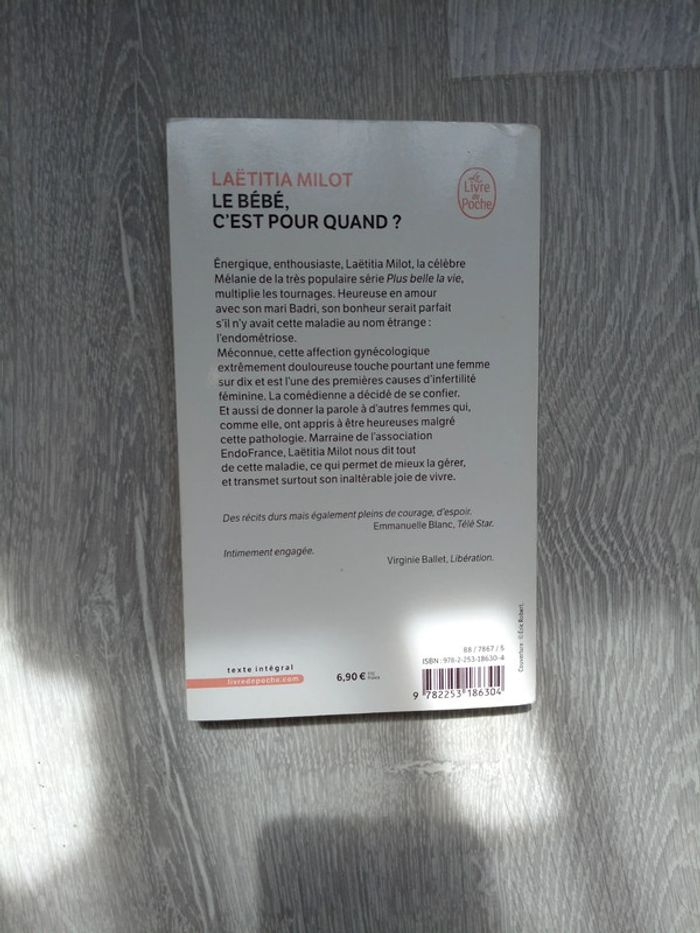 LAËTITIA MILOT
LE BÉBÉ,
C'EST POUR QUAND ?
Le
Livre
de
Poche
Énergique, enthousiaste, Laëtitia Milot, la célèbre
Mélanie de la très populaire série Plus belle la vie,
multiplie les tournages. Heureuse en amour
avec son mari Badri, son bonheur serait parfait
s'il n'y avait cette maladie au nom étrange :
l'endométriose.
Méconnue, cette affection gynécologique
extrêmement douloureuse touche pourtant une femme
sur dix et est l'une des premières causes d'infertilité
féminine. La comédienne a décidé de se confier.
Et aussi de donner la parole à d'autres femmes qui,
comme elle, ont appris à être heureuses malgré
cette pathologie. Marraine de l'association
EndoFrance, Laëtitia Milot nous dit tout
de cette maladie, ce qui permet de mieux la gérer,
et transmet surtout son inaltérable joie de vivre.
Des récits durs mais également pleins de courage, d'espoir.
Emmanuelle Blanc, Télé Star.
Intimement engagée.
Virginie Ballet, Libération.
Couverture : © Éric Robert.
texte intégral
livredepoche.com
6,90 €
France
88 / 7867 / 5
ISBN : 978-2-253-18630-4
9 782253 186304